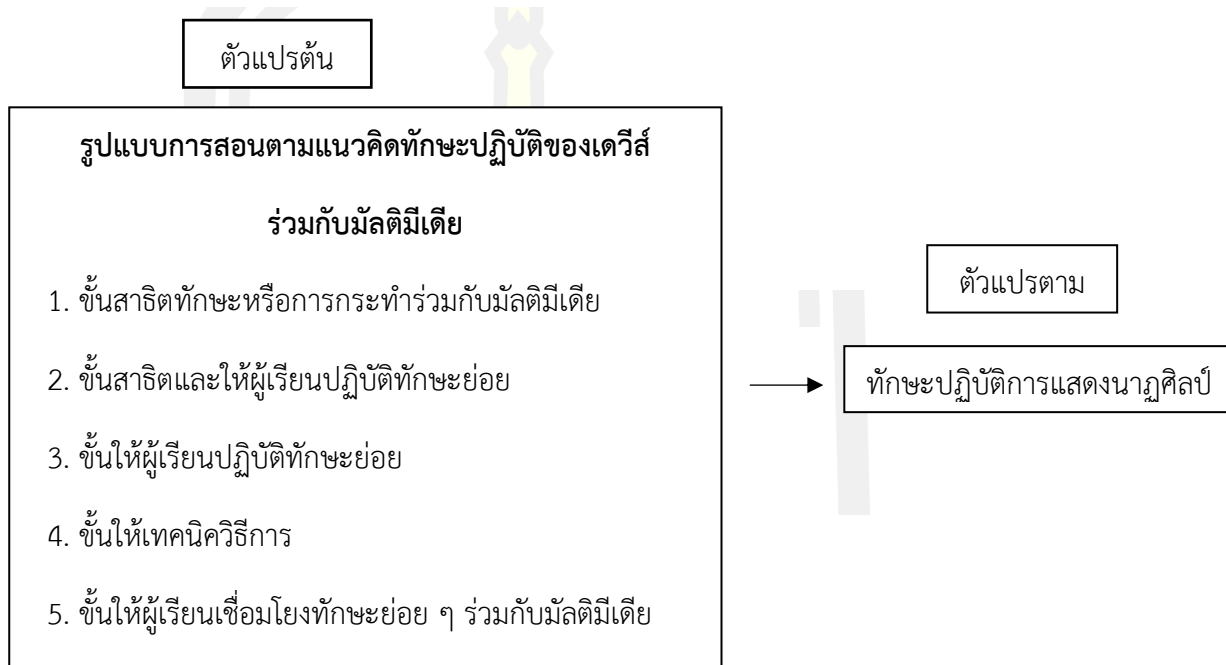 ตัวแปรต้น
รูปแบบการสอนตามแนวคิดทักษะปฏิบัติของเดวีส์
ร่วมกับมัลติมีเดีย
1. ขั้นสาธิตทักษะหรือการกระทำร่วมกับมัลติมีเดีย
2. ขั้นสาธิตและให้ผู้เรียนปฏิบัติทักษะย่อย
3. ขั้นให้ผู้เรียนปฏิบัติทักษะย่อย
4. ขั้นให้เทคนิควิธีการ
5. ขั้นให้ผู้เรียนเชื่อมโยงทักษะย่อย ๆ ร่วมกับมัลติมีเดีย
ตัวแปรตาม
ทักษะปฏิบัติการแสดงนาฏศิลป์